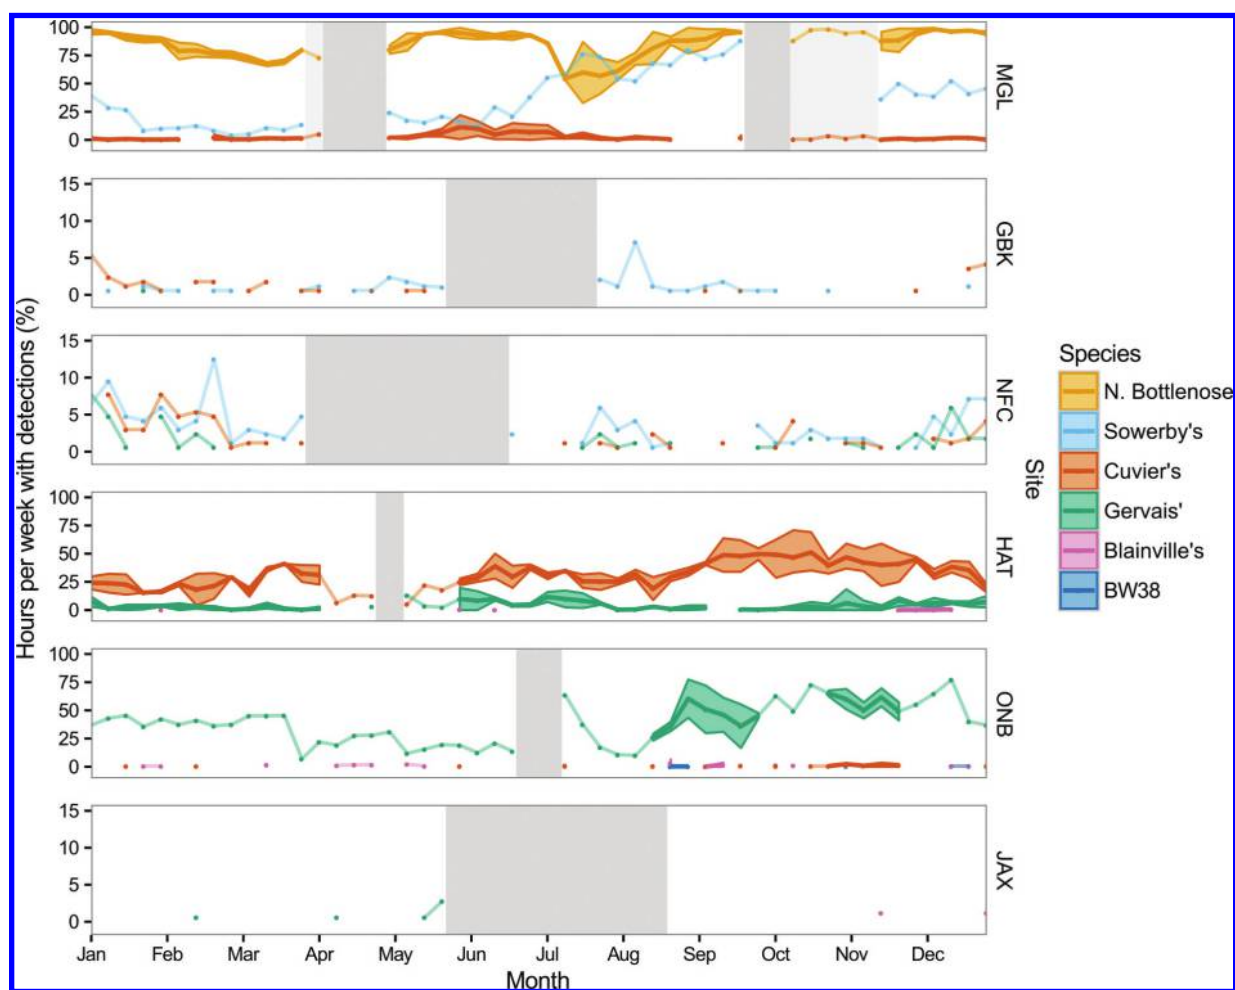 Hours per week with detections (%)
100
75
50
25
0
MGL
15
10
5
0
GBK
15
10
5
0
NFC
100
75
50
25
0
HAT
100
75
50
25
0
ONB
15
10
5
0
JAX
Site
Jan Feb Mar Apr May Jun Jul Aug Sep Oct Nov Dec
Month
Species
N. Bottlenose
Sowerby's
Cuvier's
Gervais'
Blainville's
BW38